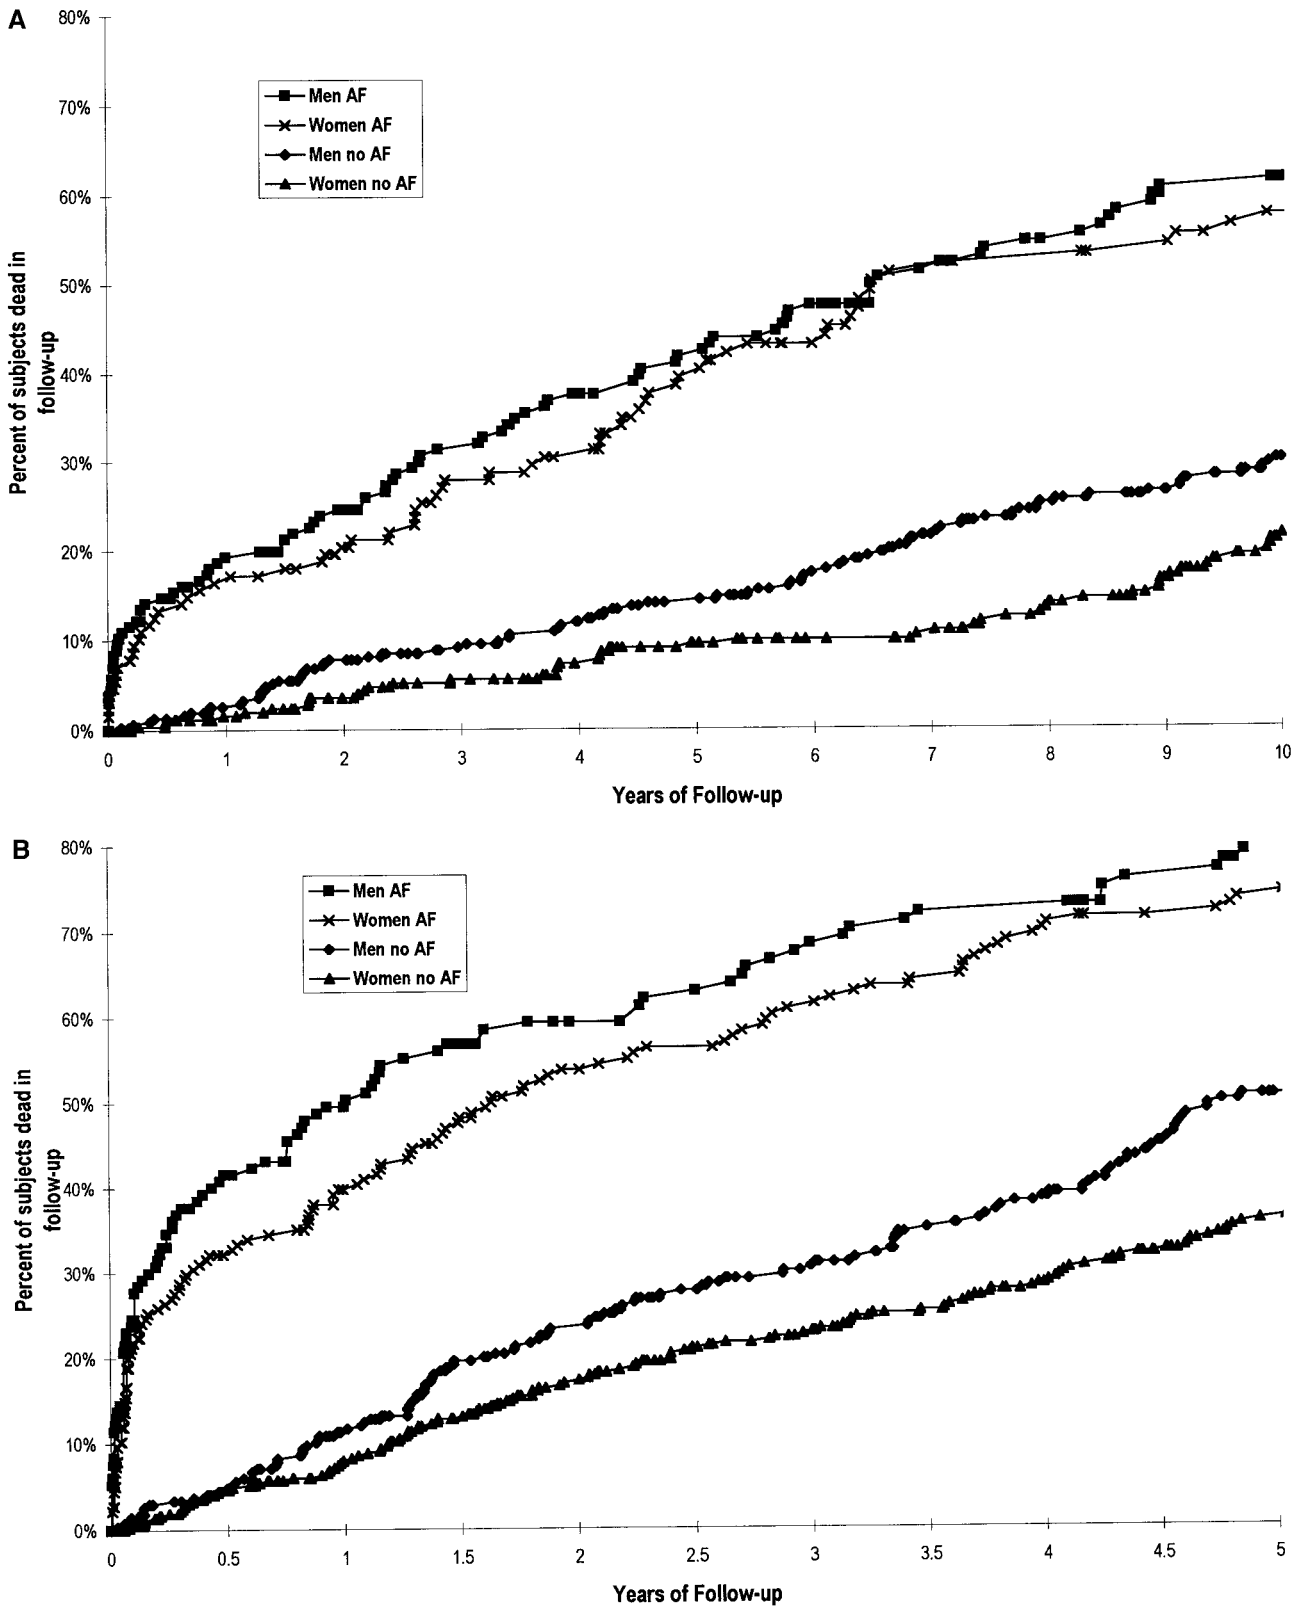 A
80%
70%
60%
50%
40%
30%
20%
10%
0%
Percent of subjects dead in
follow-up
Men AF
Women AF
Men no AF
Women no AF
0 1 2 3 4 5 6 7 8 9 10
Years of Follow-up
B
80%
70%
60%
50%
40%
30%
20%
10%
0%
Percent of subjects dead in
follow-up
Men AF
Women AF
Men no AF
Women no AF
0 0.5 1 1.5 2 2.5 3 3.5 4 4.5 5
Years of Follow-up